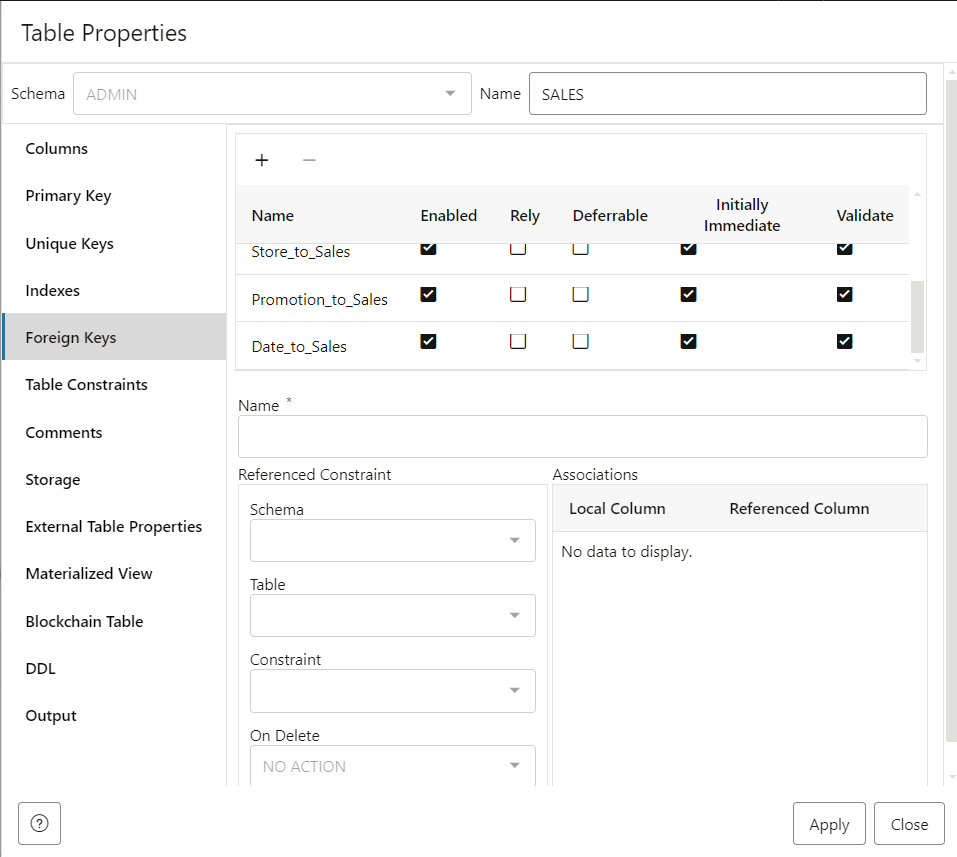 Table Properties
Schema ADMIN Name SALES
Columns
Primary Key
Unique Keys
Indexes
Foreign Keys
Table Constraints
Comments
Storage
External Table Properties
Materialized View
Blockchain Table
DDL
Output
+ −
Name Enabled Rely Deferrable Initially Immediate Validate
Store_to_Sales
Promotion_to_Sales
Date_to_Sales
Name *
Referenced Constraint
Schema
Table
Constraint
On Delete
NO ACTION
Associations
Local Column Referenced Column
No data to display.
? Apply Close